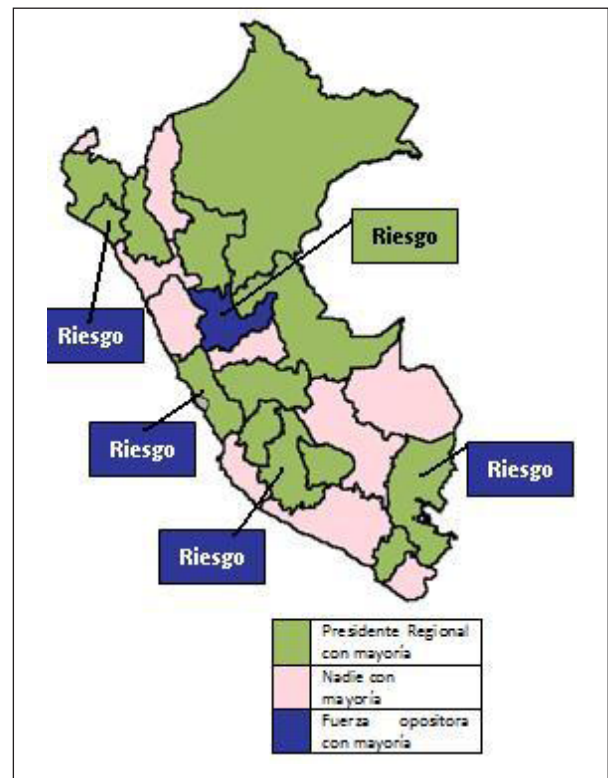 Riesgo
Riesgo
Riesgo
Riesgo
Riesgo
Presidente Regional
con mayoría
Nadie con
mayoría
Fuerza opositora
con mayoría